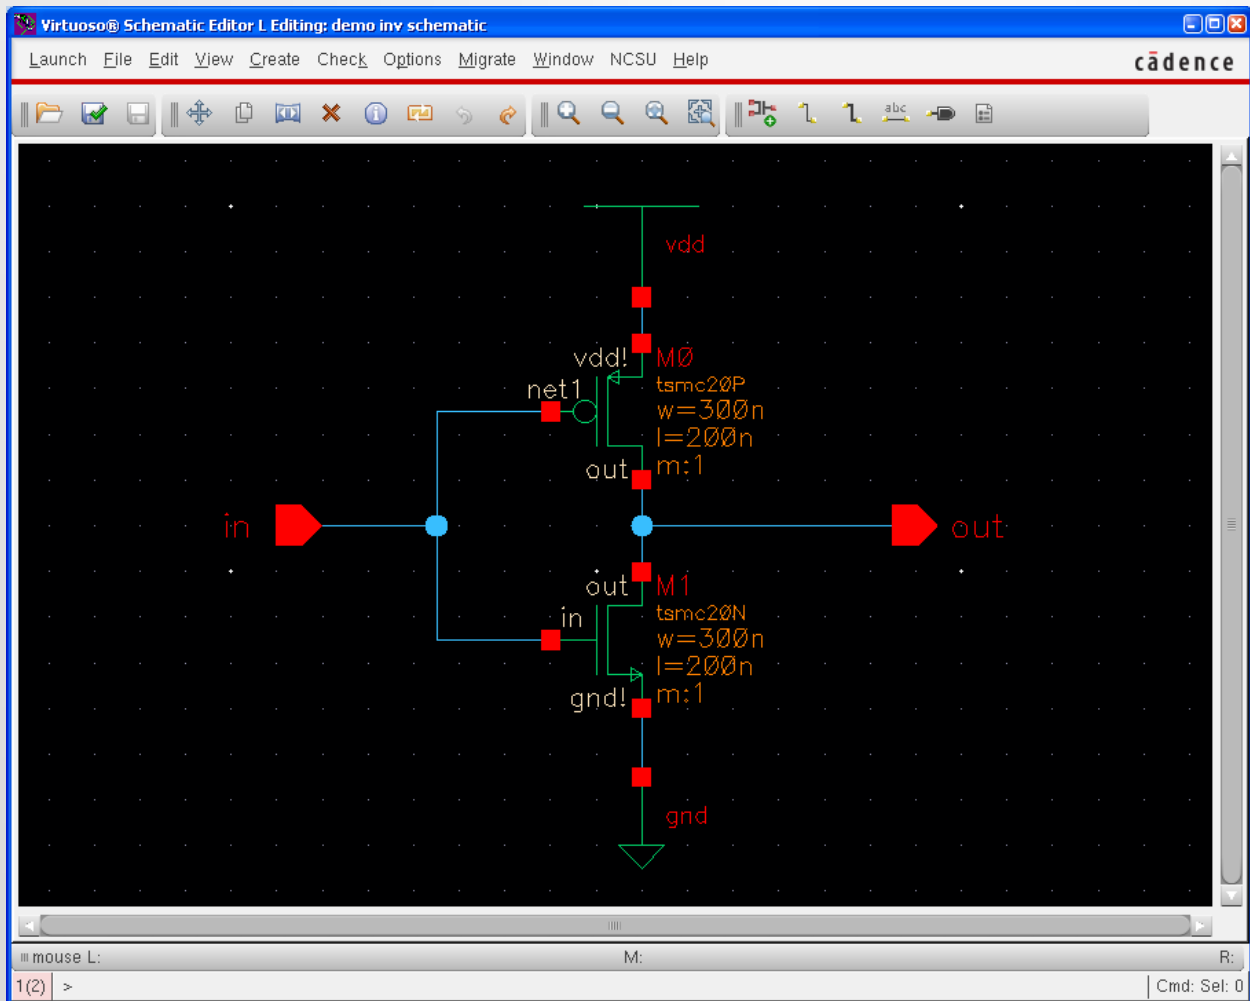 Virtuoso® Schematic Editor L Editing: demo inv schematic
Launch File Edit View Create Check Options Migrate Window NCSU Help
cādence
abc
vdd
vdd!
M0
net1
tsmc20P
w=300n
l=200n
out
m:1
in
out
out
M1
in
tsmc20N
w=300n
l=200n
gnd!
m:1
gnd
mouse L: M: R:
1(2) > Cmd: Sel: 0